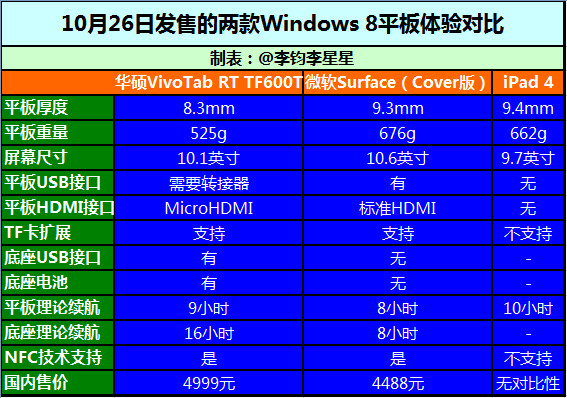 10月26日发售的两款Windows 8平板体验对比
制表：@李钧李星星
华硕VivoTab RT TF600T 微软Surface（Cover版） iPad 4
平板厚度 8.3mm 9.3mm 9.4mm
平板重量 525g 676g 662g
屏幕尺寸 10.1英寸 10.6英寸 9.7英寸
平板USB接口 需要转接器 有 无
平板HDMI接口 MicroHDMI 标准HDMI 无
TF卡扩展 支持 支持 不支持
底座USB接口 有 无 -
底座电池 有 无 -
平板理论续航 9小时 8小时 10小时
底座理论续航 16小时 8小时 -
NFC技术支持 是 是 不支持
国内售价 4999元 4488元 无对比性